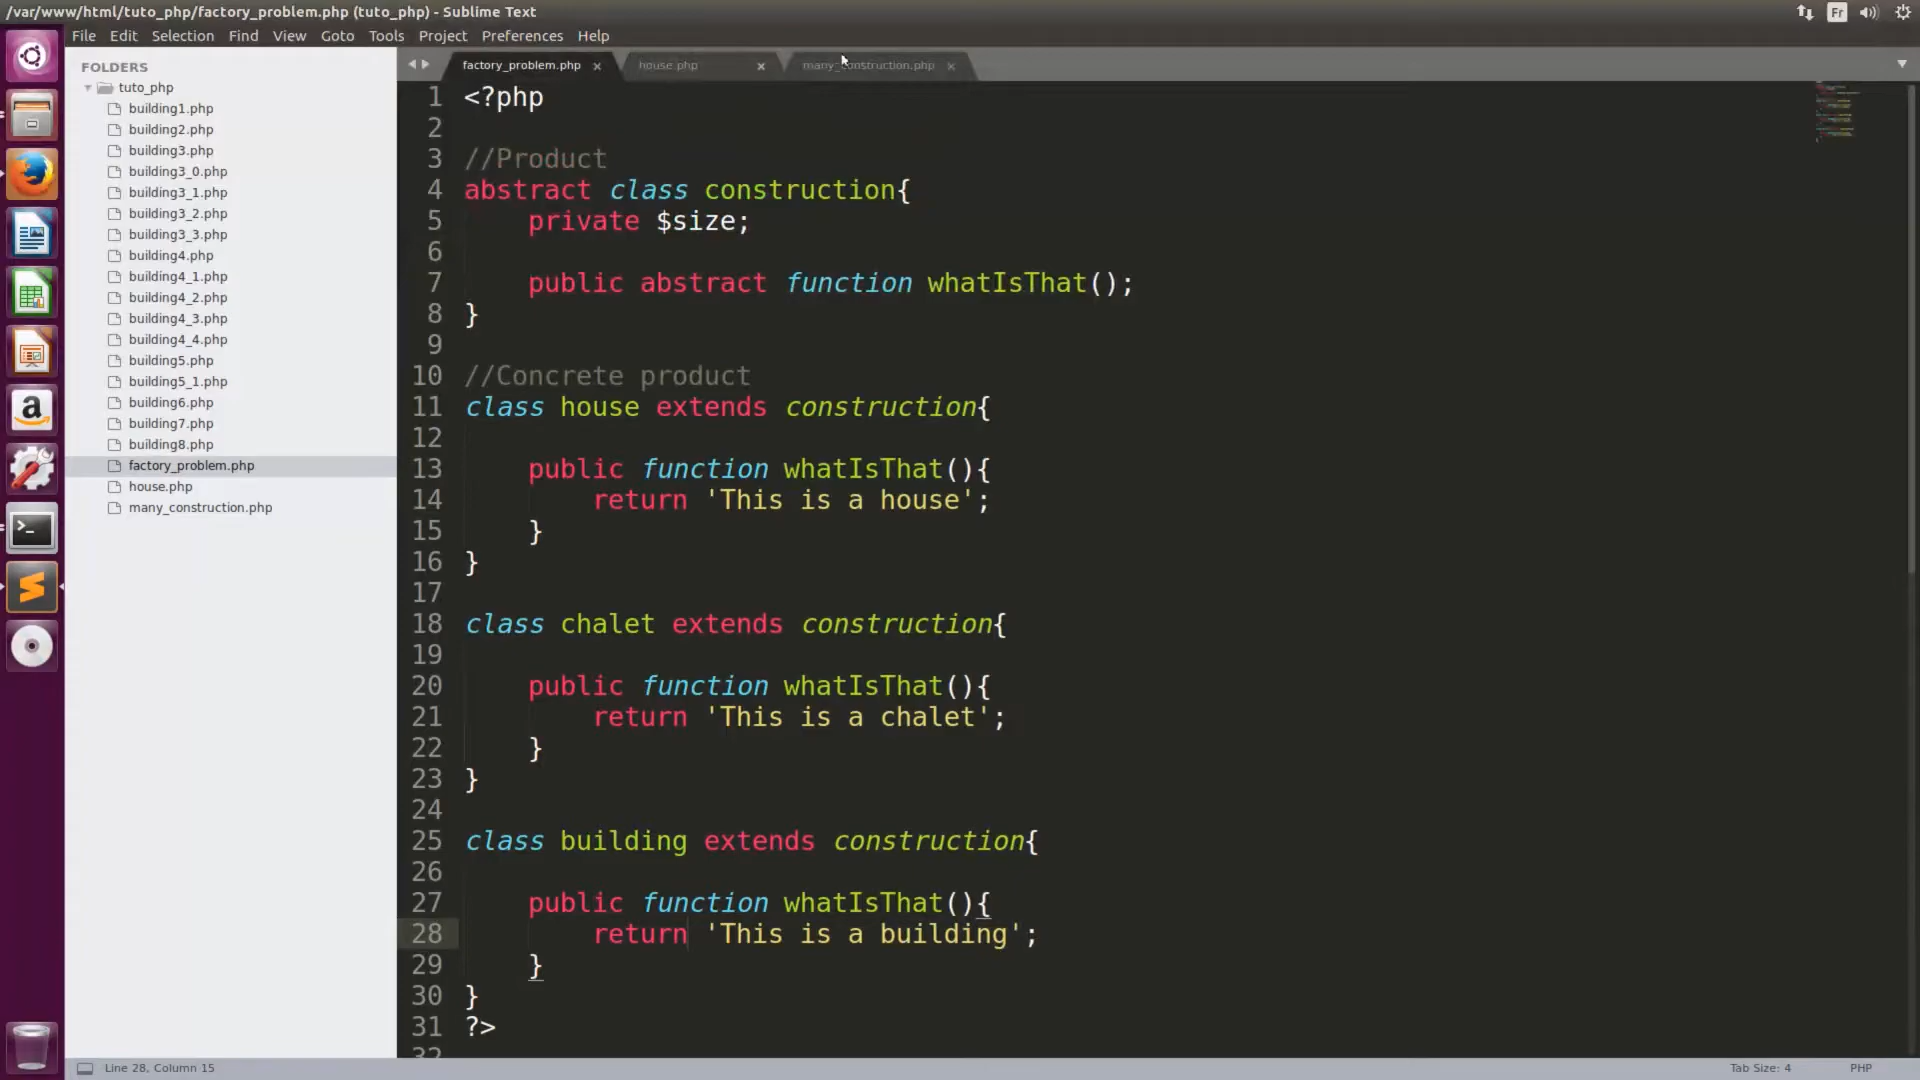 /var/www/html/tuto_php/factory_problem.php (tuto_php) - Sublime Text
Fr
File Edit Selection Find View Goto Tools Project Preferences Help
FOLDERS
tuto_php
building1.php
building2.php
building3.php
building3_0.php
building3_1.php
building3_2.php
building3_3.php
building4.php
building4_1.php
building4_2.php
building4_3.php
building4_4.php
building5.php
building5_1.php
building6.php
building7.php
building8.php
factory_problem.php
house.php
many_construction.php
factory_problem.php house.php many_construction.php
1 <?php
2
3 //Product
4 abstract class construction{
5 private $size;
6
7 public abstract function whatIsThat();
8 }
9
10 //Concrete product
11 class house extends construction{
12
13 public function whatIsThat(){
14 return 'This is a house';
15 }
16 }
17
18 class chalet extends construction{
19
20 public function whatIsThat(){
21 return 'This is a chalet';
22 }
23 }
24
25 class building extends construction{
26
27 public function whatIsThat(){
28 return 'This is a building';
29 }
30 }
31 ?>
32
Line 28, Column 15
Tab Size: 4 PHP